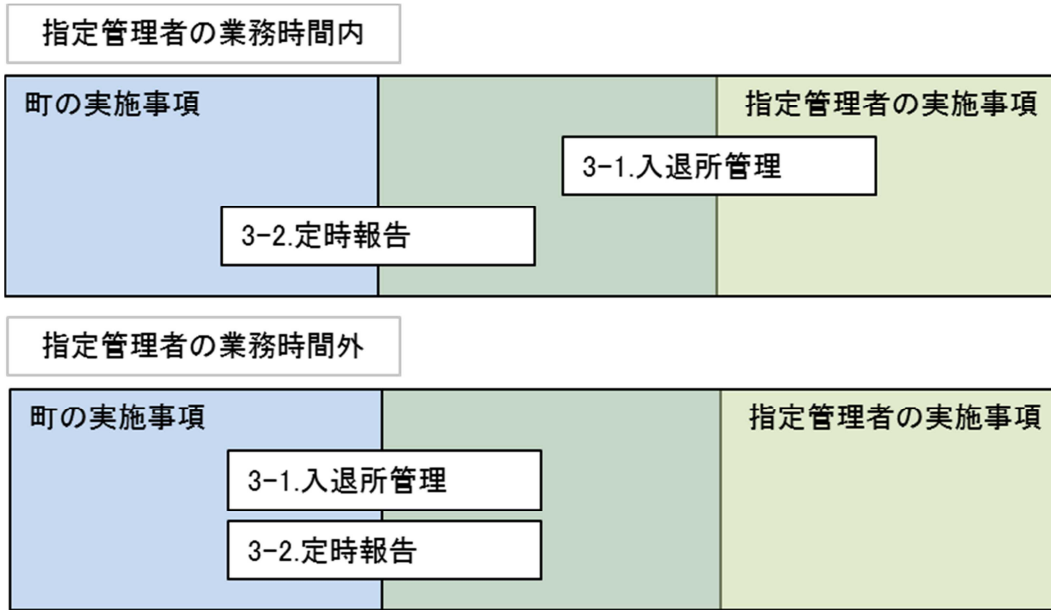 指定管理者の業務時間内
町の実施事項
指定管理者の実施事項
3-1.入退所管理
3-2.定時報告
指定管理者の業務時間外
町の実施事項
指定管理者の実施事項
3-1.入退所管理
3-2.定時報告